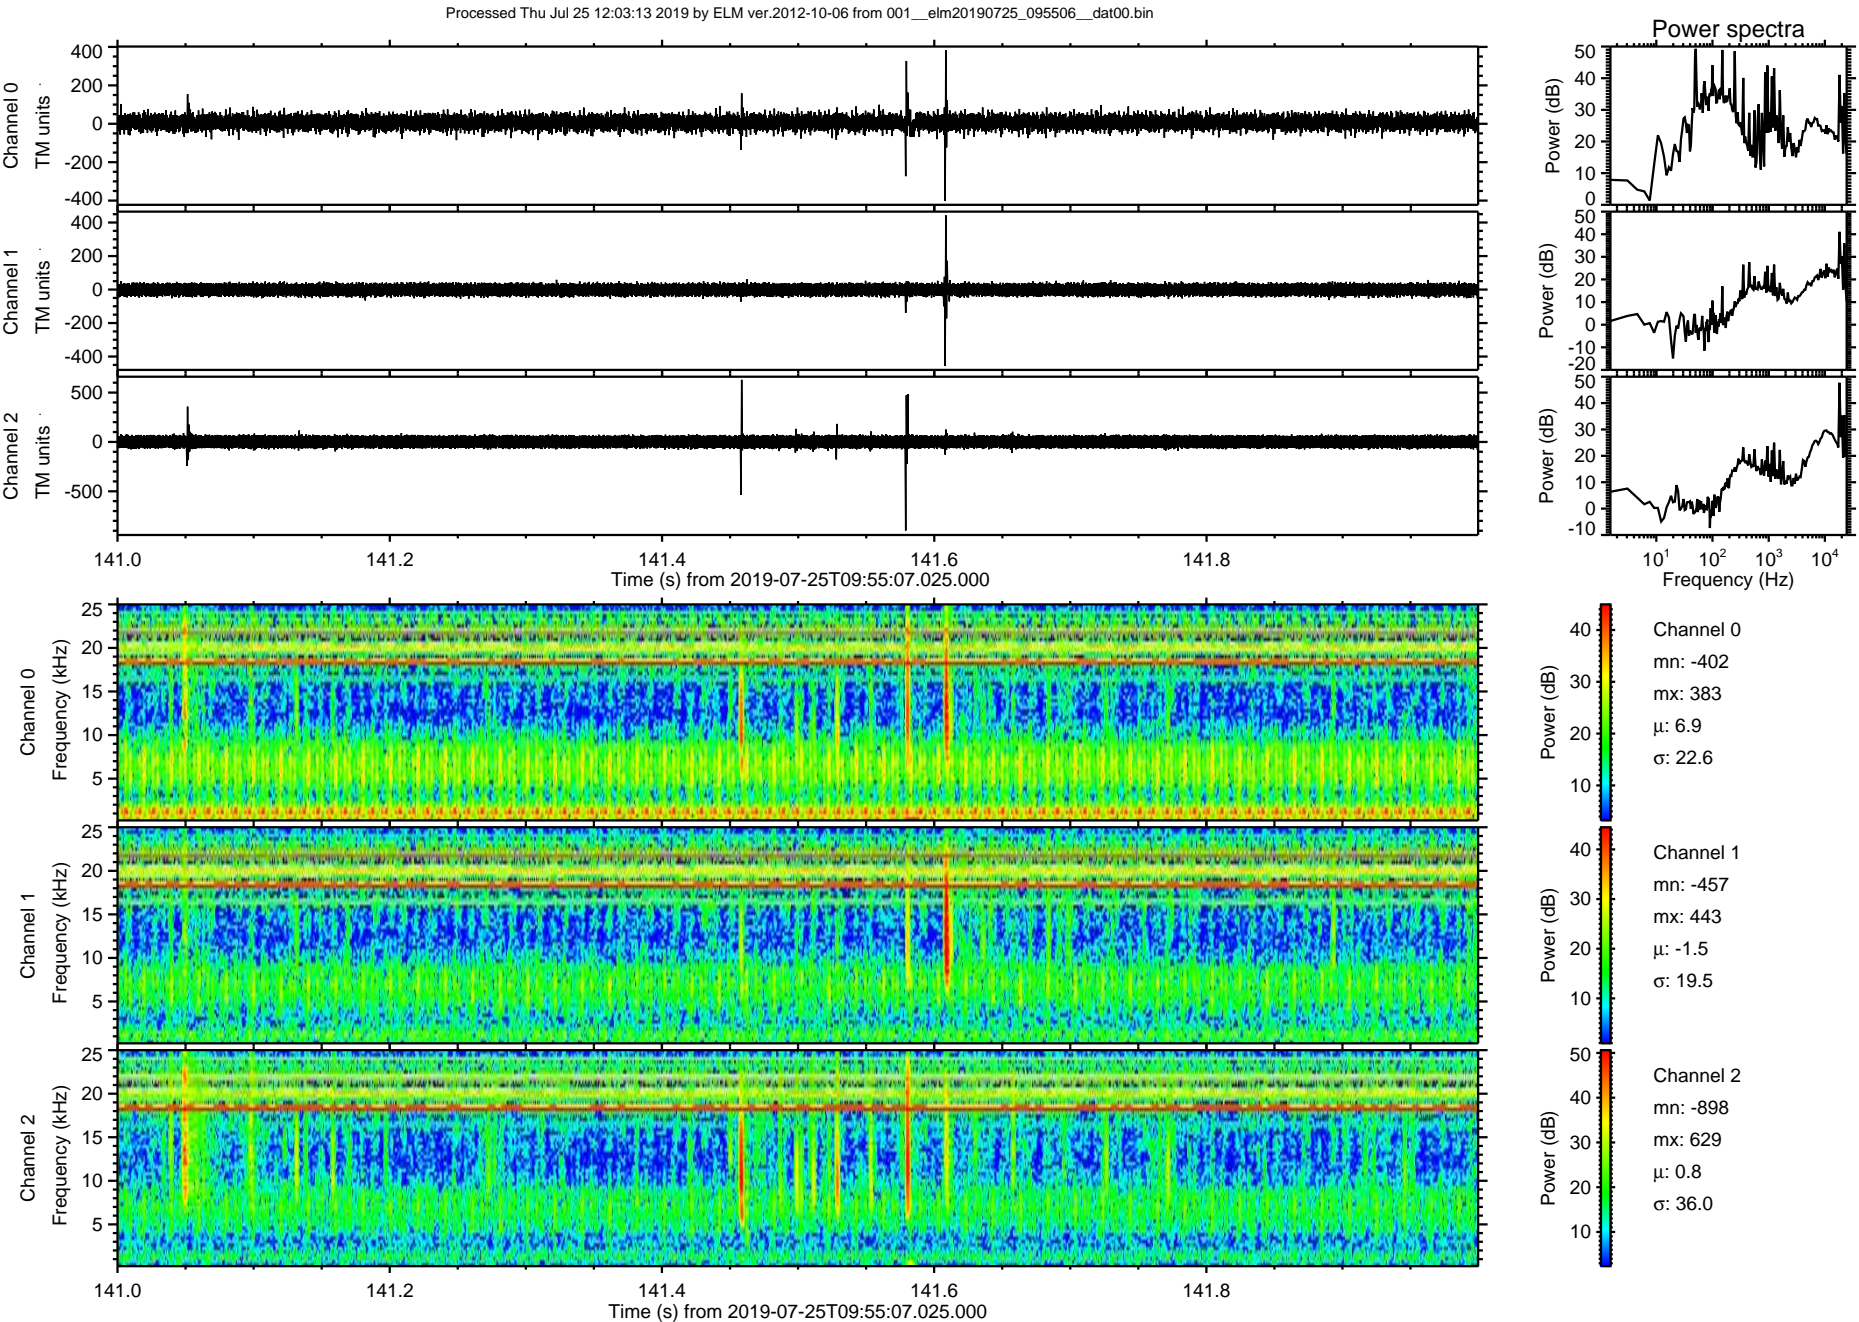 Processed Thu Jul 25 12:03:13 2019 by ELM ver.2012-10-06 from 001__elm20190725_095506__dat00.bin
Power spectra
Channel 0
TM units
400
200
0
-200
-400
Power (dB)
50
40
30
20
10
0
Channel 1
TM units
400
200
0
-200
-400
Power (dB)
50
40
30
20
10
0
-10
-20
Channel 2
TM units
500
0
-500
Power (dB)
50
40
30
20
10
0
-10
141.0 141.2 141.4 141.6 141.8
Time (s) from 2019-07-25T09:55:07.025.000
10¹ 10² 10³ 10⁴
Frequency (Hz)
Channel 0
Frequency (kHz)
25
20
15
10
5
Power (dB)
40
30
20
10
Channel 0
mn: -402
mx: 383
μ: 6.9
σ: 22.6
Channel 1
Frequency (kHz)
25
20
15
10
5
Power (dB)
40
30
20
10
Channel 1
mn: -457
mx: 443
μ: -1.5
σ: 19.5
Channel 2
Frequency (kHz)
25
20
15
10
5
Power (dB)
50
40
30
20
10
Channel 2
mn: -898
mx: 629
μ: 0.8
σ: 36.0
141.0 141.2 141.4 141.6 141.8
Time (s) from 2019-07-25T09:55:07.025.000